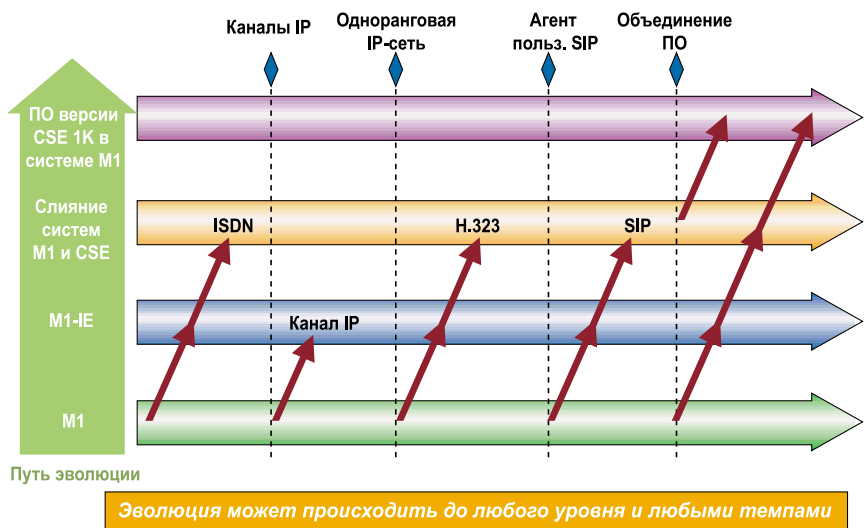 Каналы IP
Одноранговая
IP-сеть
Агент
польз. SIP
Объединение
ПО
ПО версии
CSE 1K в
системе M1
Слияние
систем
M1 и CSE
ISDN
H.323
SIP
M1-IE
Канал IP
M1
Путь эволюции
Эволюция может происходить до любого уровня и любыми темпами